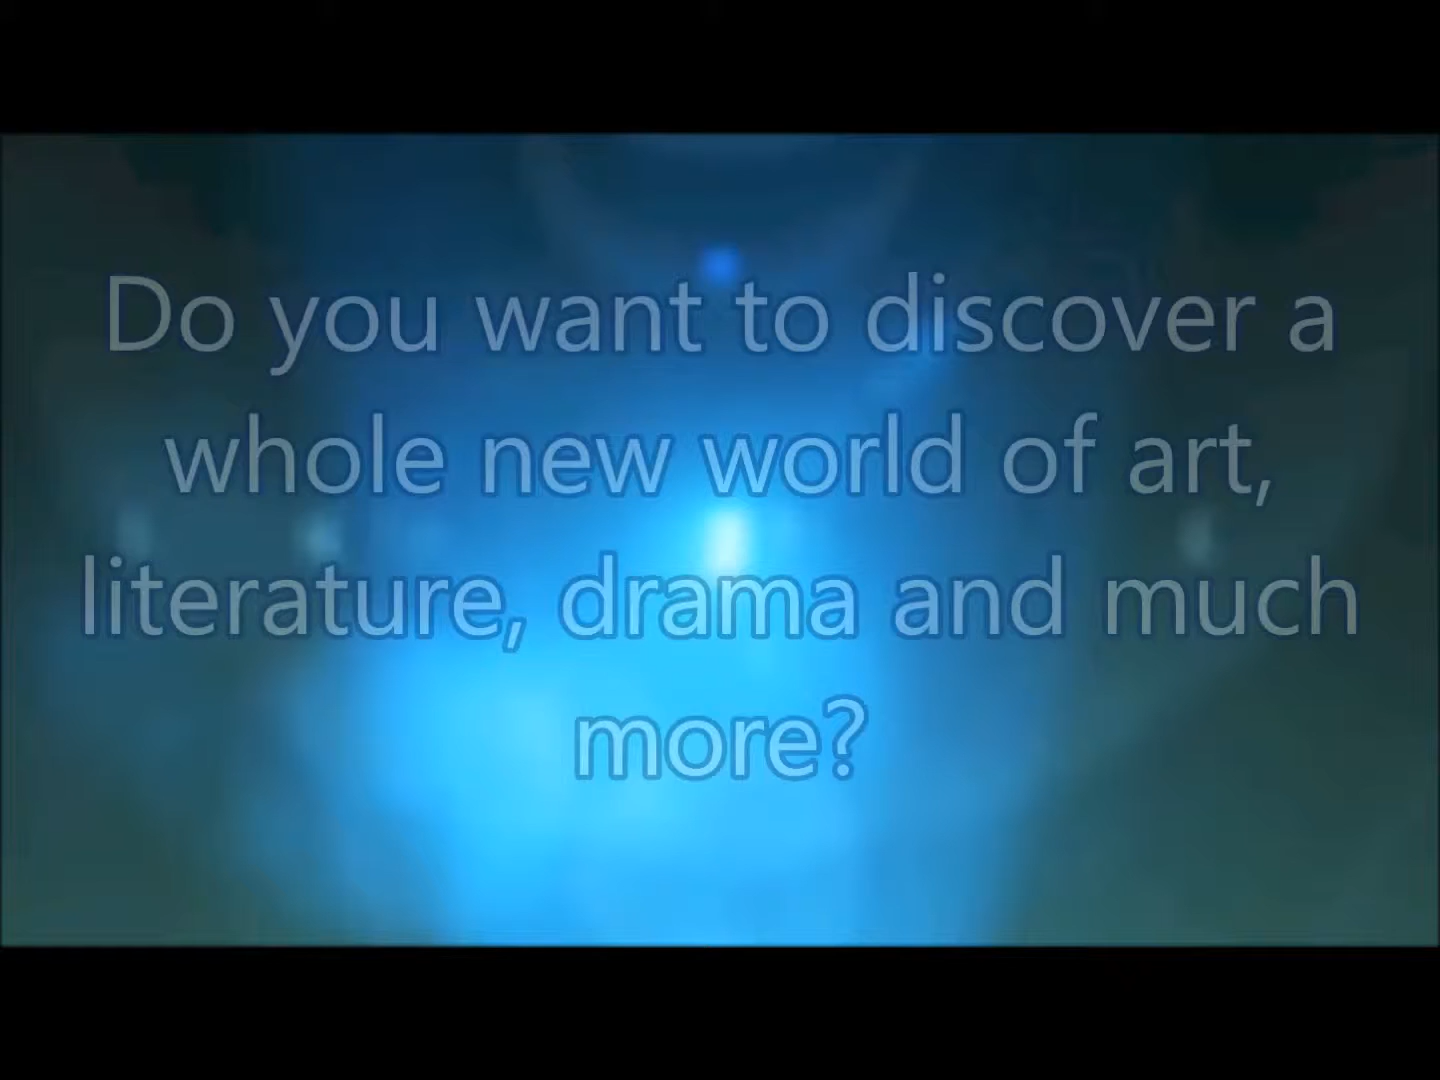 Do you want to discover a
whole new world of art,
literature, drama and much
more?